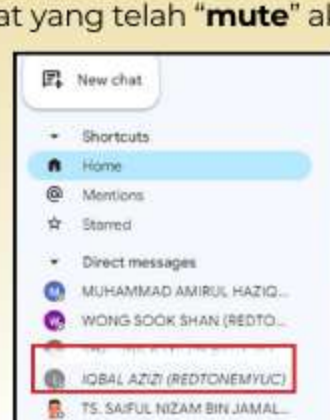 at yang telah “mute” a
New chat
Shortcuts
Home
Mentions
Starred
Direct messages
MUHAMMAD AMIRUL HAZIQ...
WONG SOOK SHAN (REDTO...
IQBAL AZIZI (REDTONEMYUC)
TS. SAIFUL NIZAM BIN JAMAL...